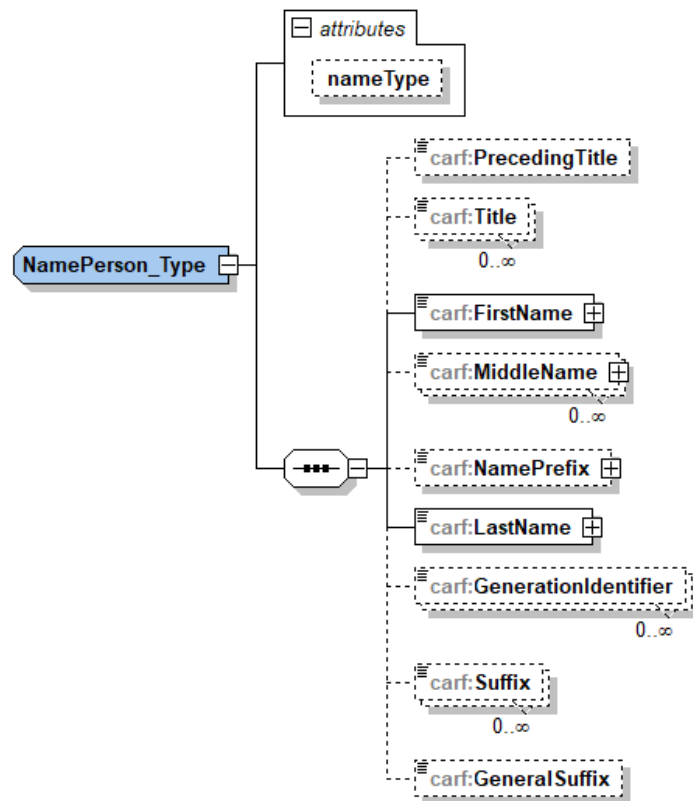 attributes
nameType
carf:PrecedingTitle
carf:Title
0..∞
NamePerson_Type
carf:FirstName
carf:MiddleName
0..∞
carf:NamePrefix
carf:LastName
carf:GenerationIdentifier
0..∞
carf:Suffix
0..∞
carf:GeneralSuffix